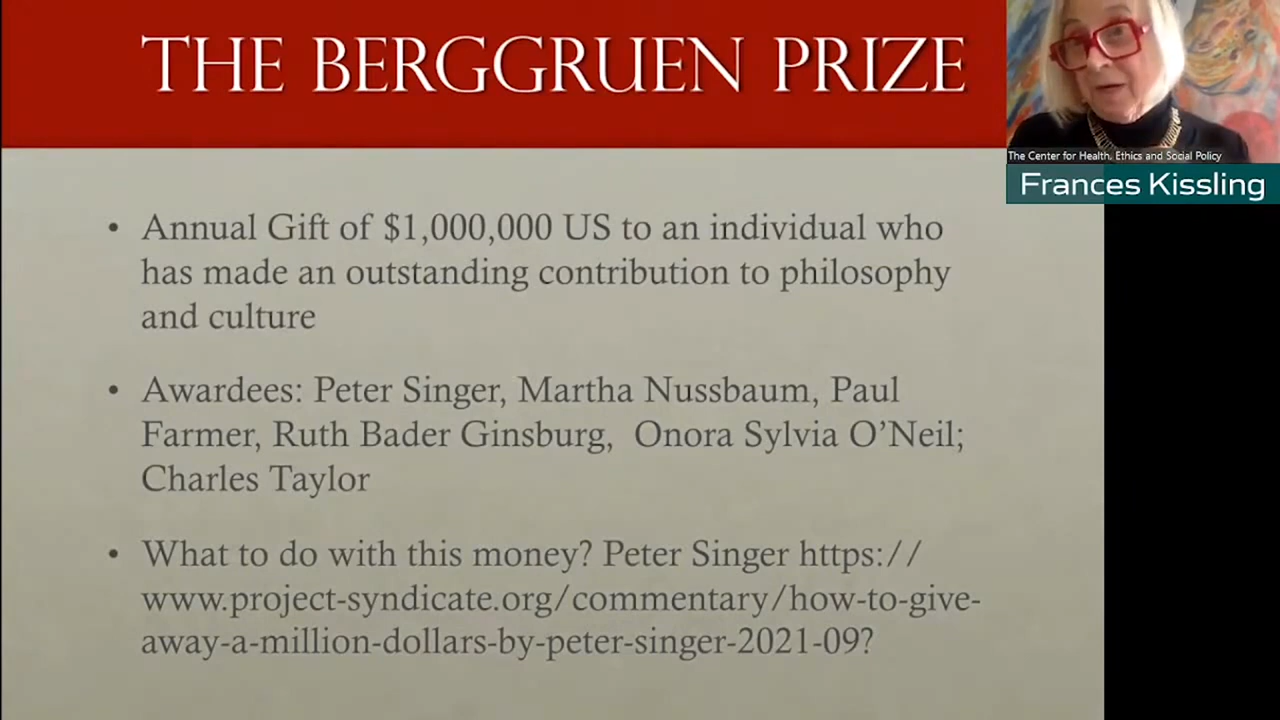 THE BERGGRUEN PRIZE
The Center for Health, Ethics and Social Policy
Frances Kissling
• Annual Gift of $1,000,000 US to an individual who
has made an outstanding contribution to philosophy
and culture
• Awardees: Peter Singer, Martha Nussbaum, Paul
Farmer, Ruth Bader Ginsburg, Onora Sylvia O’Neil;
Charles Taylor
• What to do with this money? Peter Singer https://
www.project-syndicate.org/commentary/how-to-give-
away-a-million-dollars-by-peter-singer-2021-09?